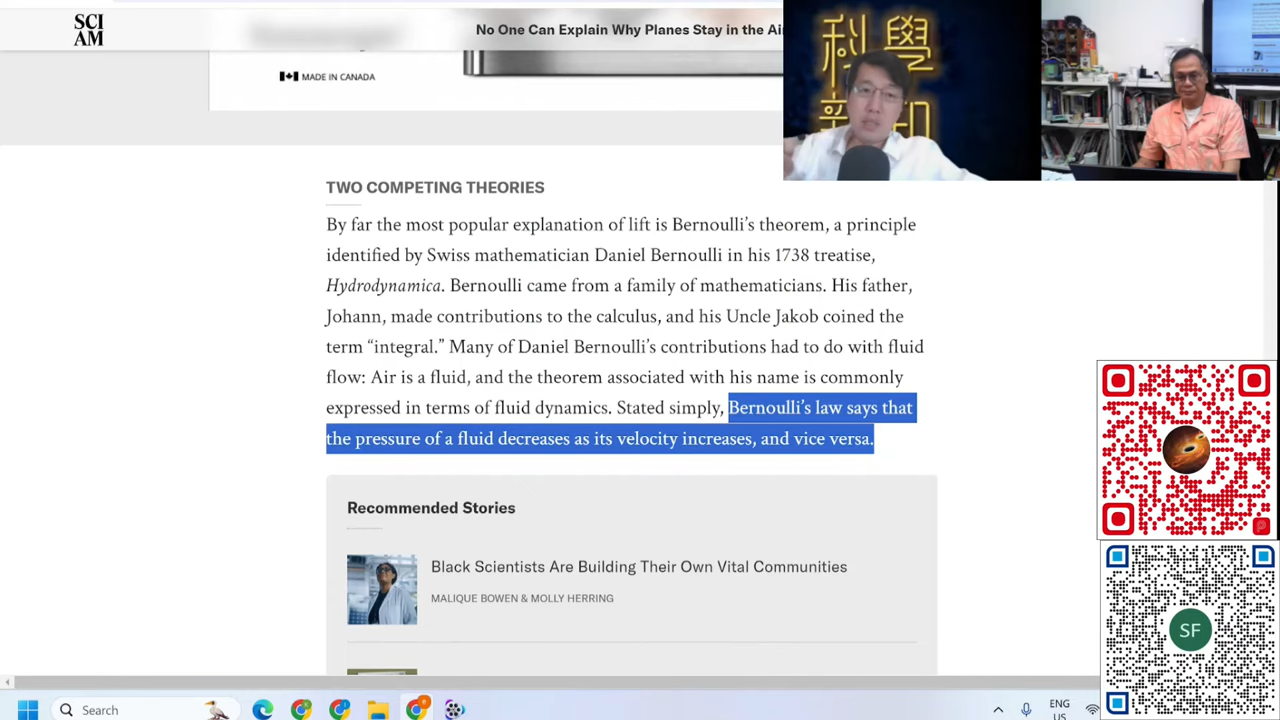 SCI
AM
No One Can Explain Why Planes Stay in the Ai
MADE IN CANADA
科學
TWO COMPETING THEORIES
By far the most popular explanation of lift is Bernoulli’s theorem, a principle
identified by Swiss mathematician Daniel Bernoulli in his 1738 treatise,
Hydrodynamica. Bernoulli came from a family of mathematicians. His father,
Johann, made contributions to the calculus, and his Uncle Jakob coined the
term “integral.” Many of Daniel Bernoulli’s contributions had to do with fluid
flow: Air is a fluid, and the theorem associated with his name is commonly
expressed in terms of fluid dynamics. Stated simply, Bernoulli’s law says that
the pressure of a fluid decreases as its velocity increases, and vice versa.
Recommended Stories
Black Scientists Are Building Their Own Vital Communities
MALIQUE BOWEN & MOLLY HERRING
SF
Search
ENG
US